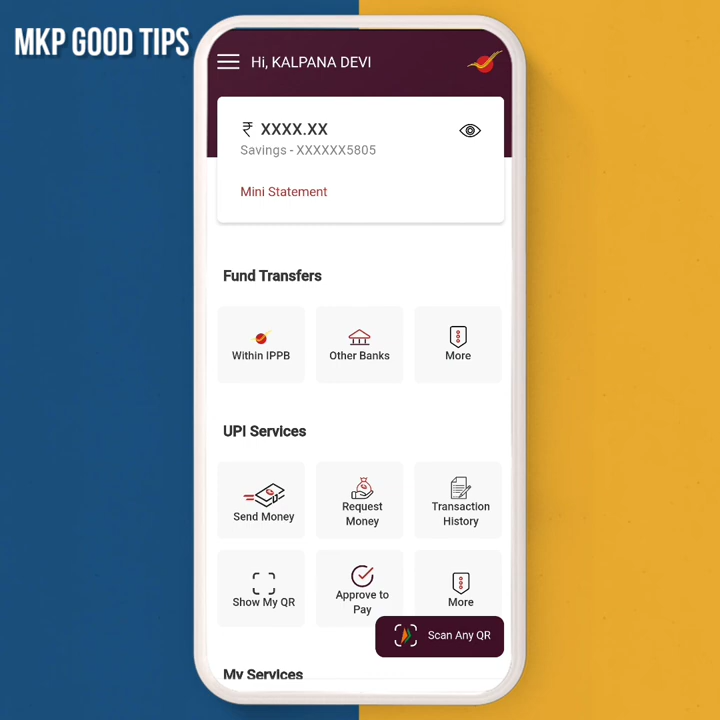 MKP GOOD TIPS
Hi, KALPANA DEVI
₹ XXXX.XX
Savings - XXXXXX5805
Mini Statement
Fund Transfers
Within IPPB
Other Banks
More
UPI Services
Send Money
Request
Money
Transaction
History
Show My QR
Approve to
Pay
More
Scan Any QR
My Services